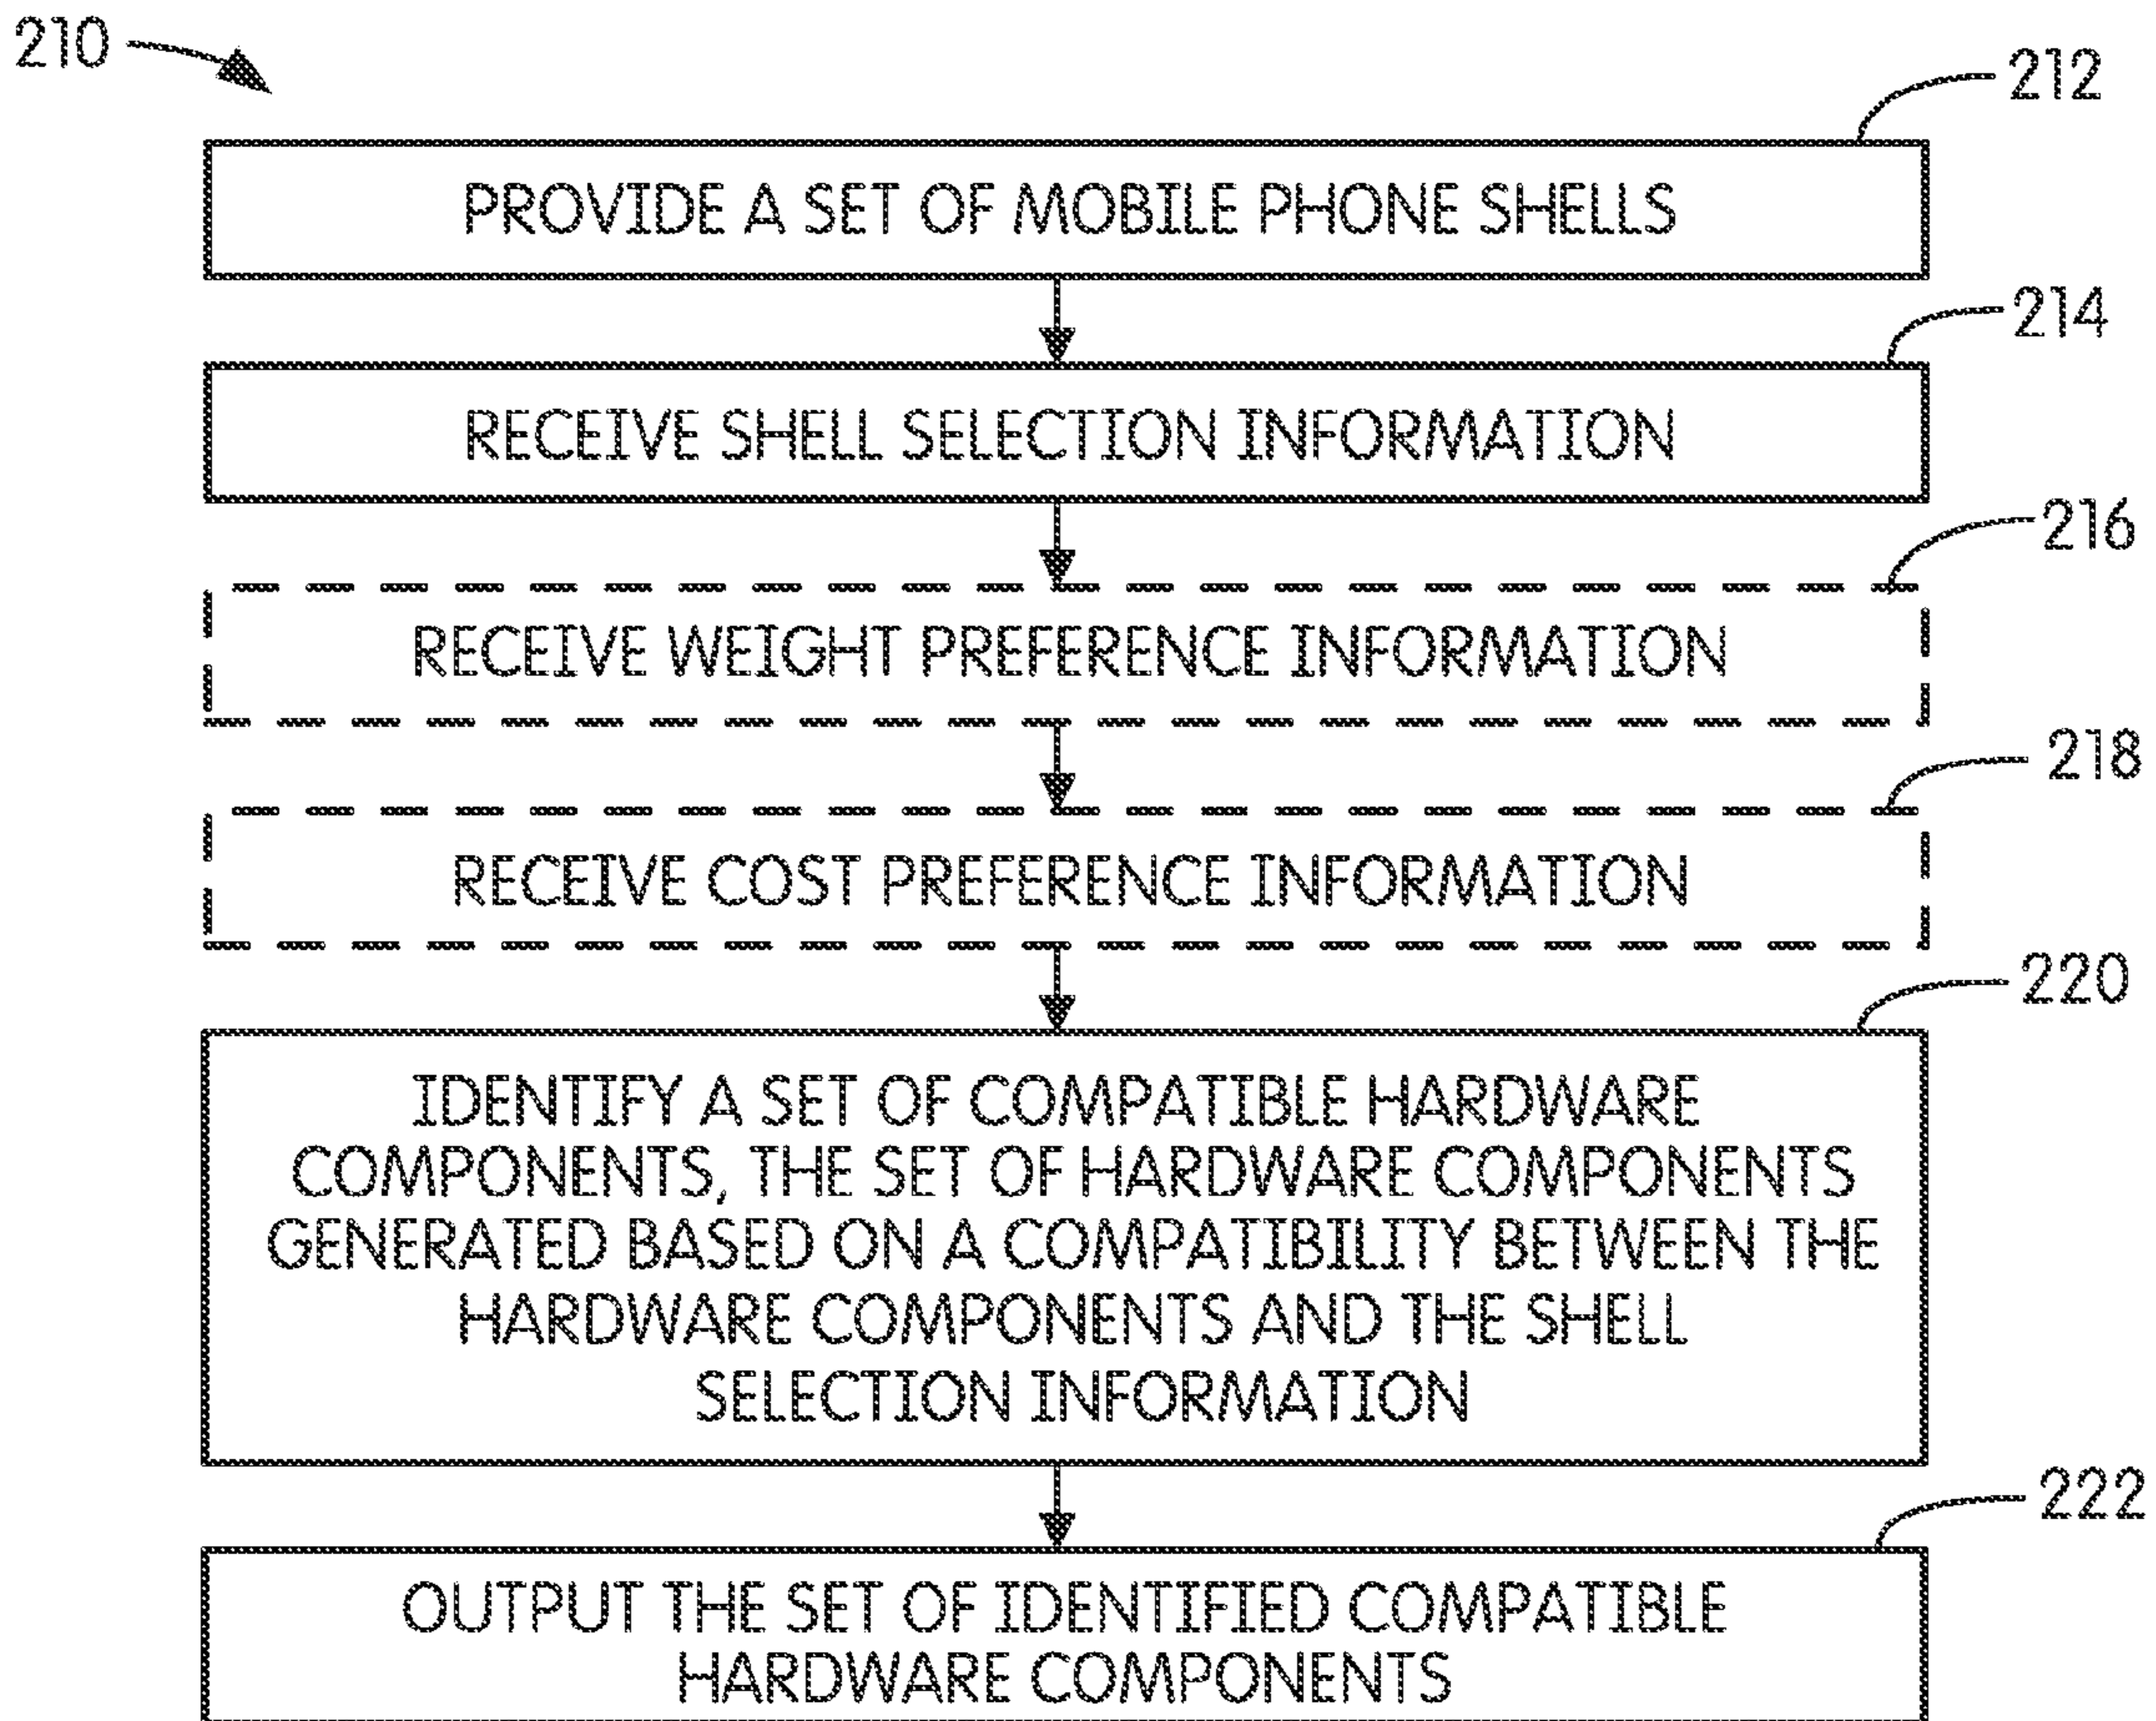 210
212
PROVIDE A SET OF MOBILE PHONE SHELLS
214
RECEIVE SHELL SELECTION INFORMATION
216
RECEIVE WEIGHT PREFERENCE INFORMATION
218
RECEIVE COST PREFERENCE INFORMATION
220
IDENTIFY A SET OF COMPATIBLE HARDWARE
COMPONENTS, THE SET OF HARDWARE COMPONENTS
GENERATED BASED ON A COMPATIBILITY BETWEEN THE
HARDWARE COMPONENTS AND THE SHELL
SELECTION INFORMATION
222
OUTPUT THE SET OF IDENTIFIED COMPATIBLE
HARDWARE COMPONENTS